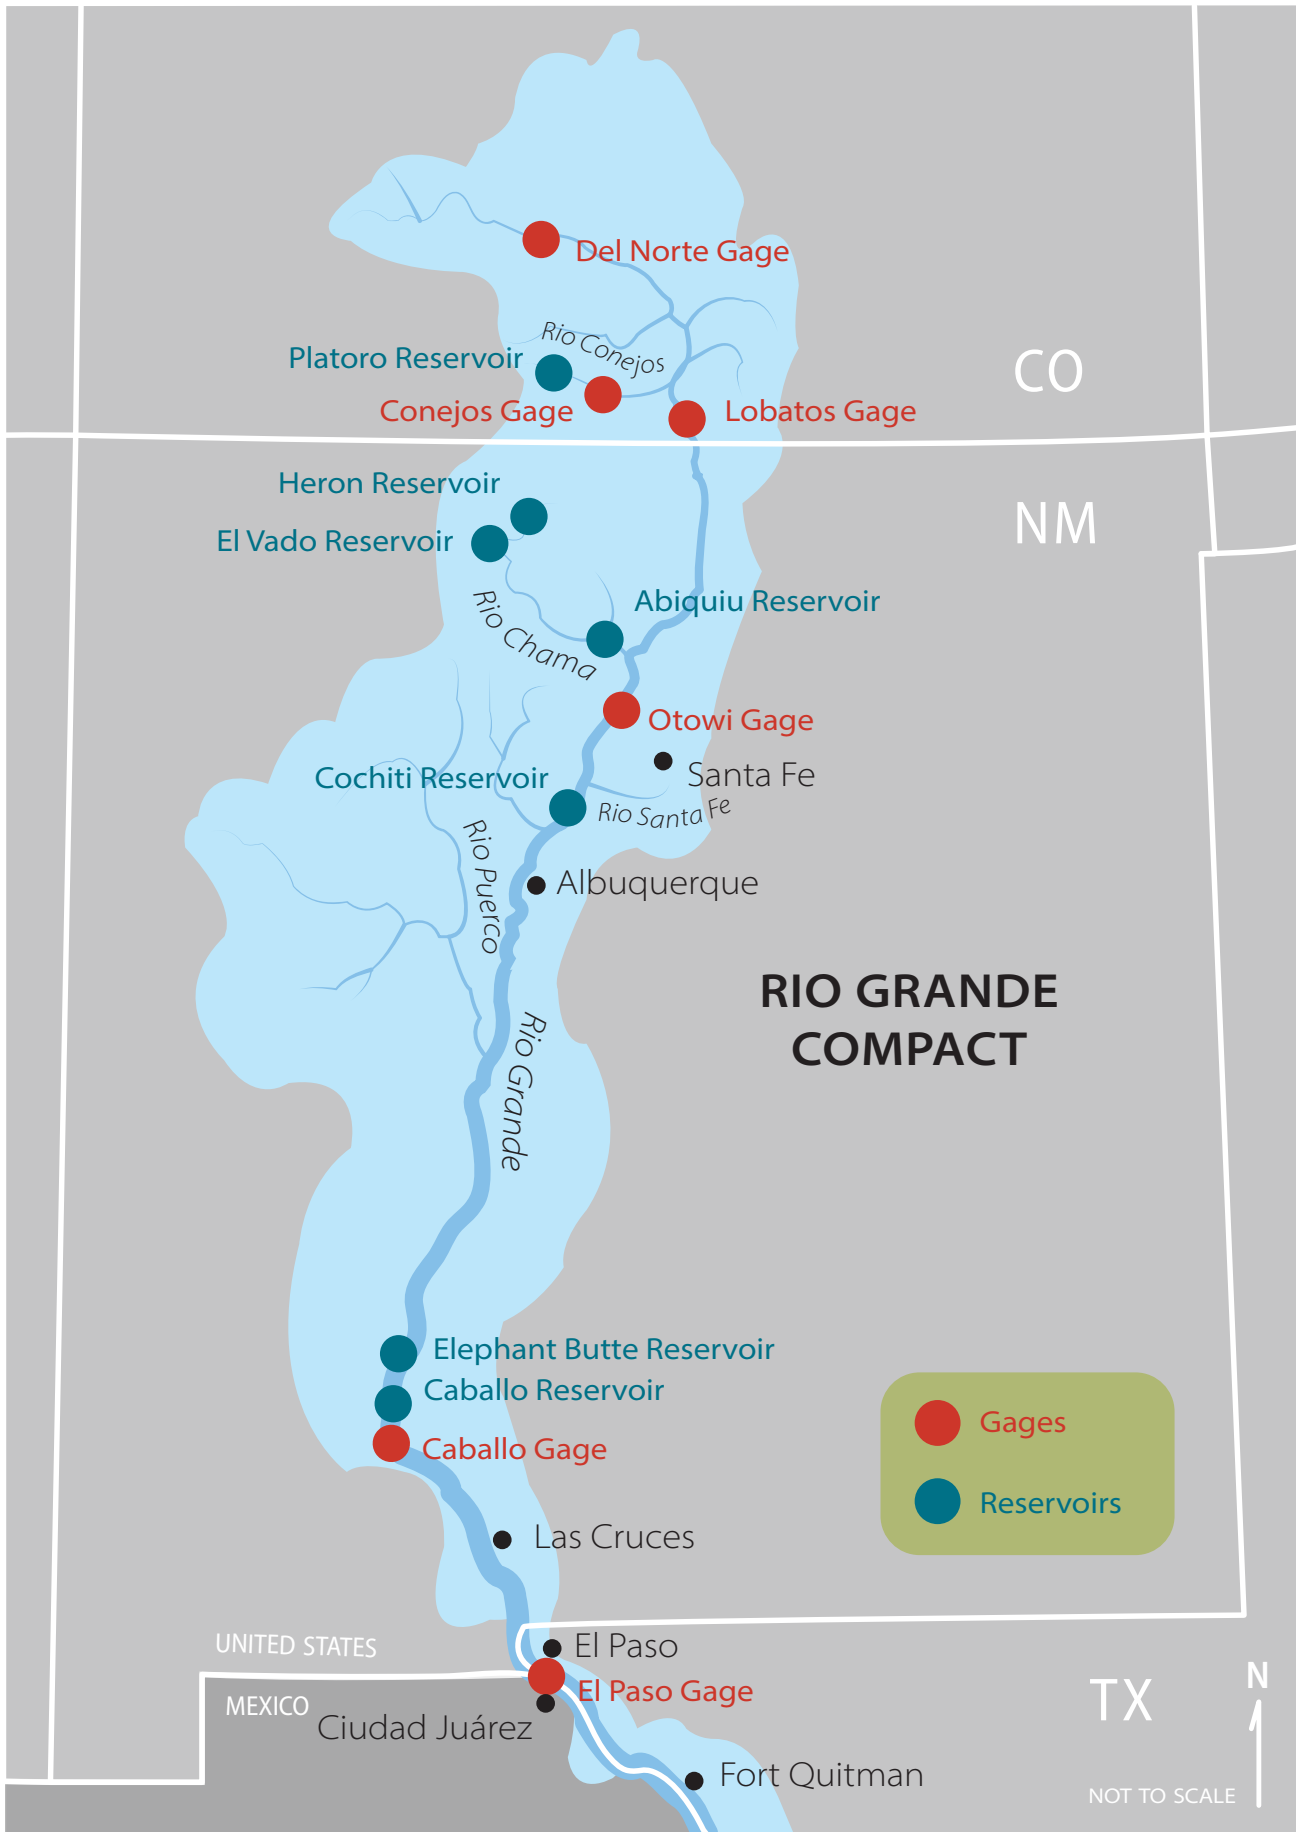 Del Norte Gage
Rio Conejos
Platoro Reservoir
CO
Conejos Gage
Lobatos Gage
Heron Reservoir
NM
El Vado Reservoir
Abiquiu Reservoir
Rio Chama
Otowi Gage
Santa Fe
Cochiti Reservoir
Rio Santa Fe
Rio Puerco
Albuquerque
RIO GRANDE
COMPACT
Rio Grande
Elephant Butte Reservoir
Caballo Reservoir
Gages
Caballo Gage
Reservoirs
Las Cruces
UNITED STATES
El Paso
El Paso Gage
N
MEXICO
TX
Ciudad Juárez
Fort Quitman
NOT TO SCALE